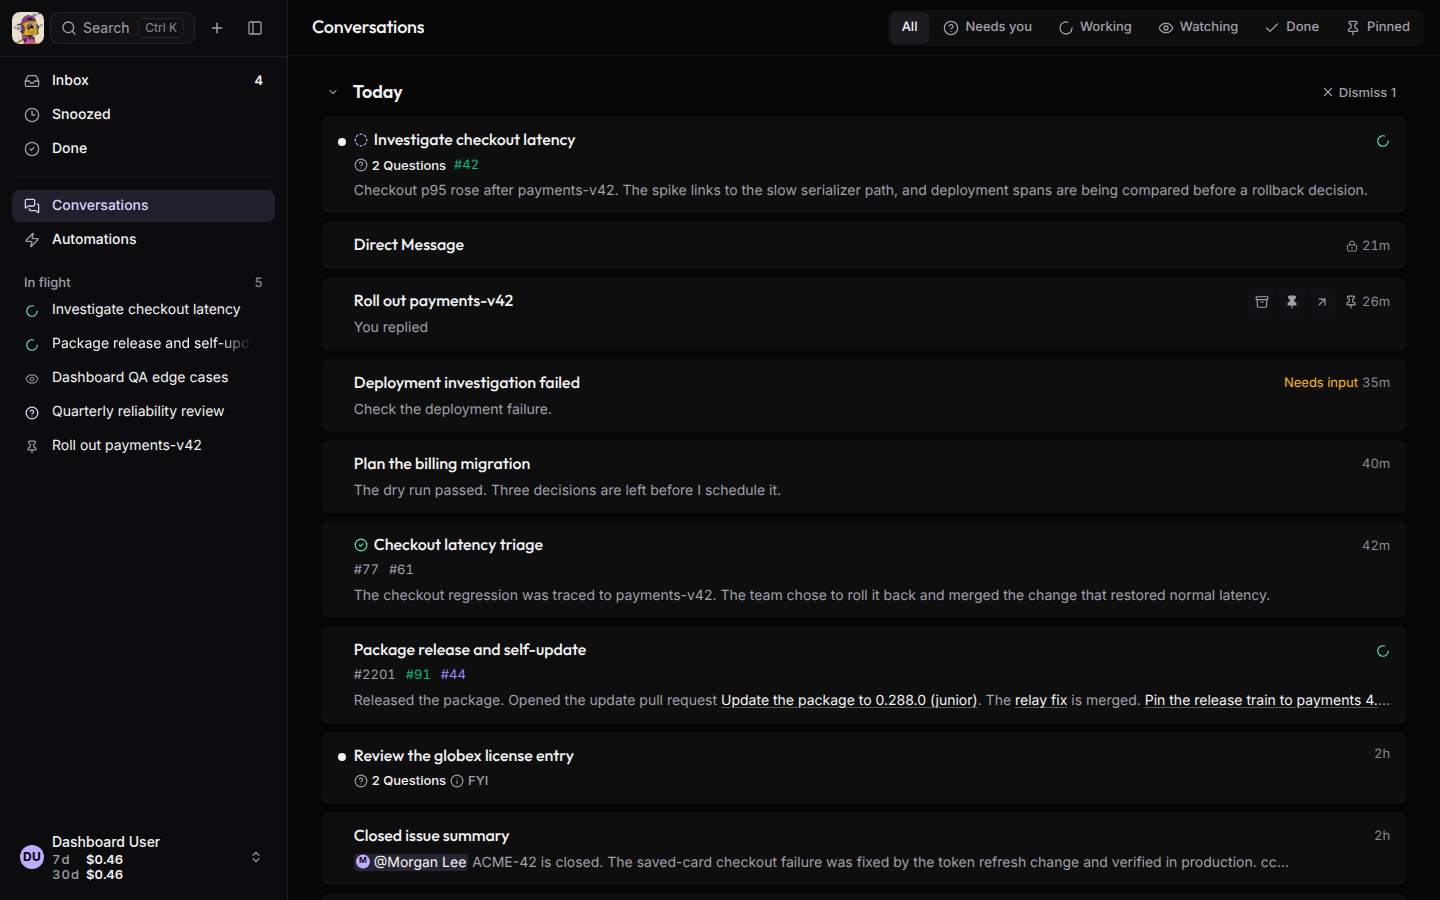 Search Ctrl K
Inbox 4
Snoozed
Done
Conversations
Automations
In flight 5
Investigate checkout latency
Package release and self-upd
Dashboard QA edge cases
Quarterly reliability review
Roll out payments-v42
DU Dashboard User
7d $0.46
30d $0.46
Conversations
All Needs you Working Watching Done Pinned
Today Dismiss 1
Investigate checkout latency
2 Questions #42
Checkout p95 rose after payments-v42. The spike links to the slow serializer path, and deployment spans are being compared before a rollback decision.
Direct Message 21m
Roll out payments-v42 26m
You replied
Deployment investigation failed Needs input 35m
Check the deployment failure.
Plan the billing migration 40m
The dry run passed. Three decisions are left before I schedule it.
Checkout latency triage 42m
#77 #61
The checkout regression was traced to payments-v42. The team chose to roll it back and merged the change that restored normal latency.
Package release and self-update
#2201 #91 #44
Released the package. Opened the update pull request Update the package to 0.288.0 (junior). The relay fix is merged. Pin the release train to payments 4....
Review the globex license entry 2h
2 Questions FYI
Closed issue summary 2h
M @Morgan Lee ACME-42 is closed. The saved-card checkout failure was fixed by the token refresh change and verified in production. cc...